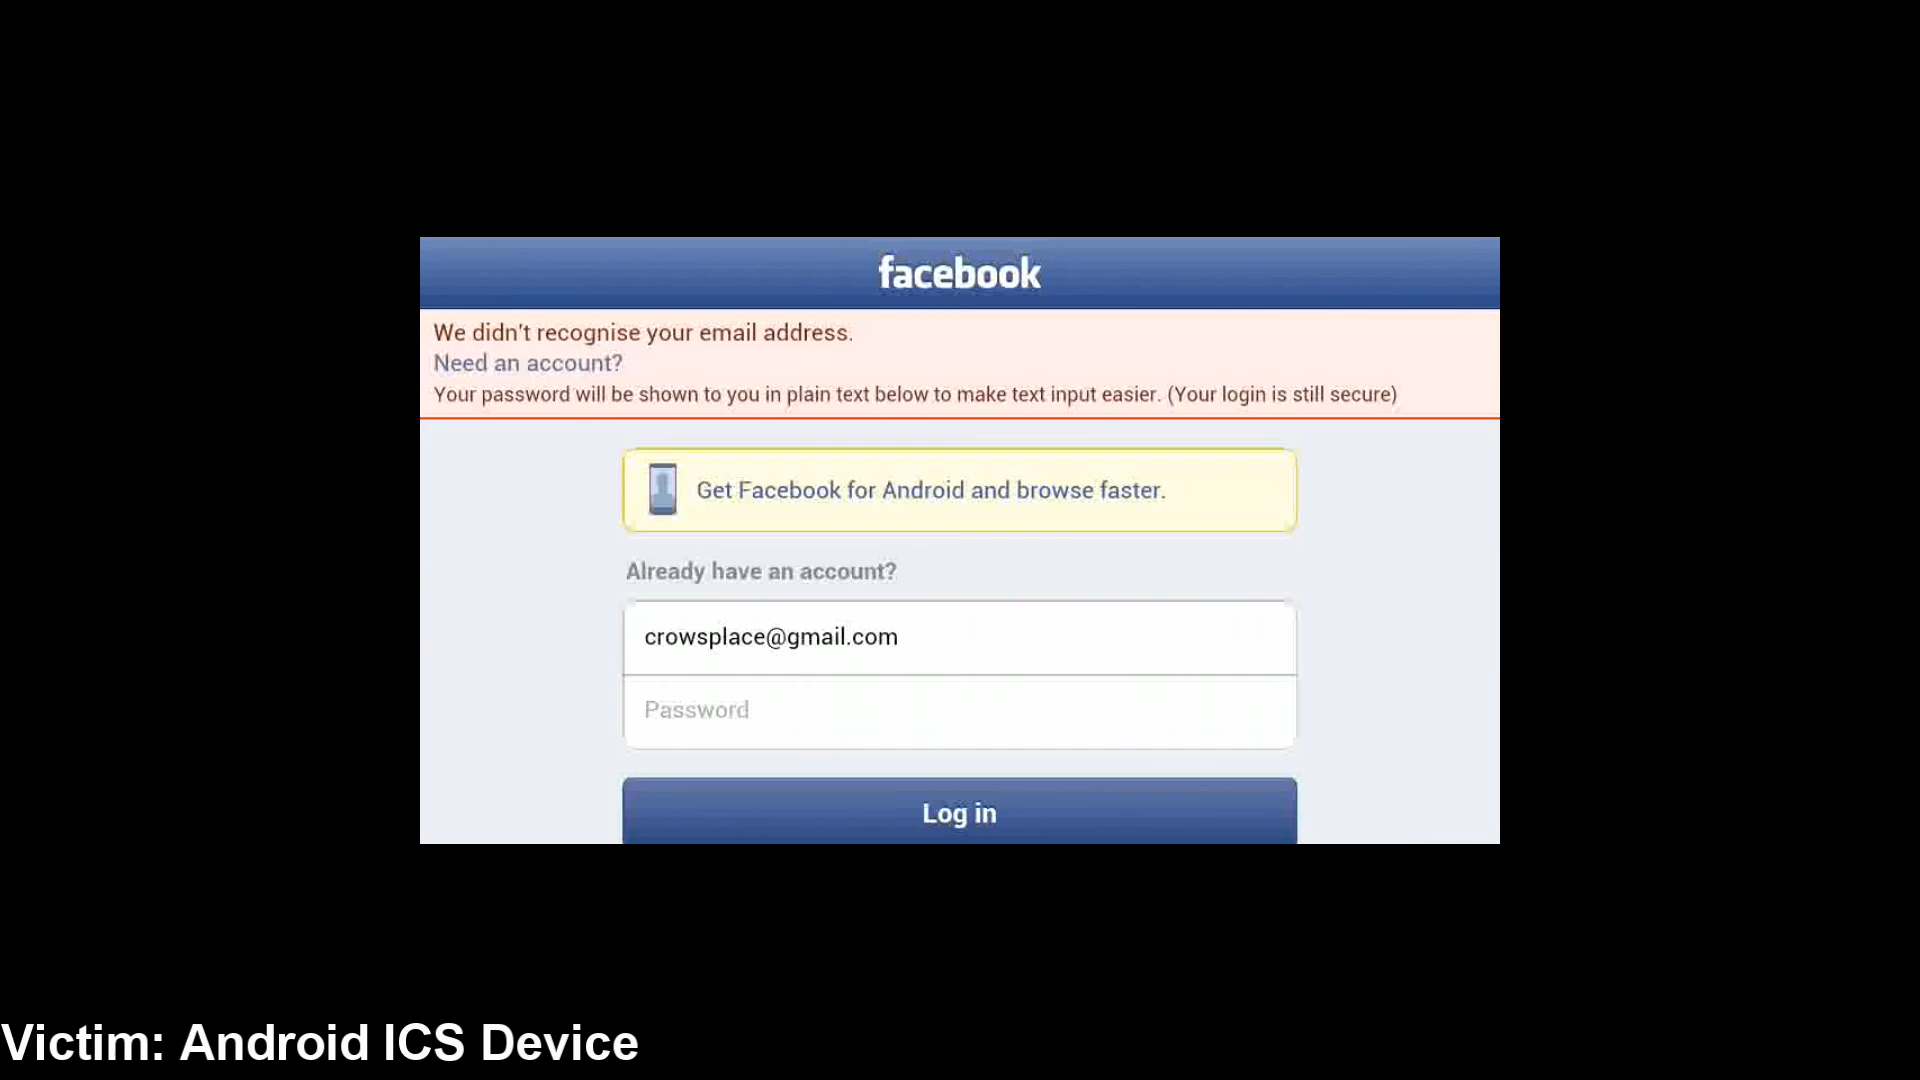 facebook
We didn't recognise your email address.
Need an account?
Your password will be shown to you in plain text below to make text input easier. (Your login is still secure)
Get Facebook for Android and browse faster.
Already have an account?
crowsplace@gmail.com
Password
Log in
Victim: Android ICS Device